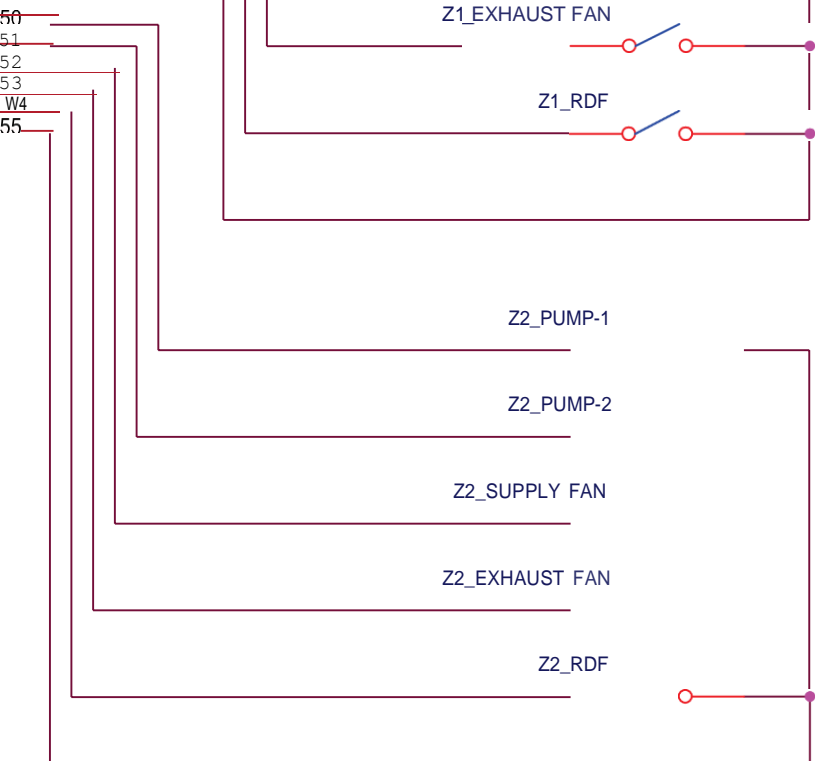 Z1_EXHAUST FAN
50
51
52
53
W4
55
Z1_RDF
Z2_PUMP-1
Z2_PUMP-2
Z2_SUPPLY FAN
Z2_EXHAUST FAN
Z2_RDF